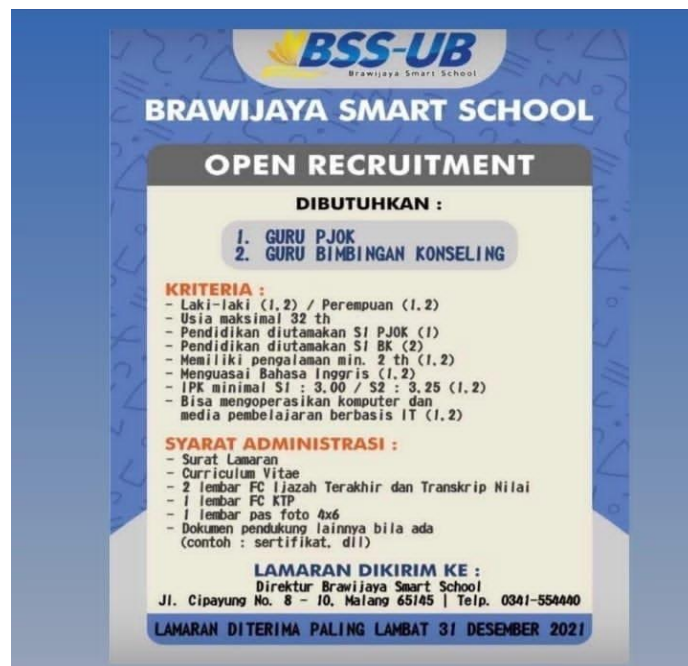 BSS-UB
Brawijaya Smart School
BRAWIJAYA SMART SCHOOL
OPEN RECRUITMENT
DIBUTUHKAN :
1. GURU PJOK
2. GURU BIMBINGAN KONSELING
KRITERIA :
- Laki-laki (1,2) / Perempuan (1,2)
- Usia maksimal 32 th
- Pendidikan diutamakan S1 PJOK (1)
- Pendidikan diutamakan S1 BK (2)
- Memiliki pengalaman min. 2 th (1,2)
- Menguasai Bahasa Inggris (1,2)
- IPK minimal S1 : 3,00 / S2 : 3,25 (1,2)
- Bisa mengoperasikan komputer dan
media pembelajaran berbasis IT (1,2)
SYARAT ADMINISTRASI :
- Surat Lamaran
- Curriculum Vitae
- 2 lembar FC Ijazah Terakhir dan Transkrip Nilai
- 1 lembar FC KTP
- 1 lembar pas foto 4x6
- Dokumen pendukung lainnya bila ada
(contoh : sertifikat, dll)
LAMARAN DIKIRIM KE :
Direktur Brawijaya Smart School
Jl. Cipayung No. 8 - 10, Malang 65145 | Telp. 0341-554440
LAMARAN DITERIMA PALING LAMBAT 31 DESEMBER 2021